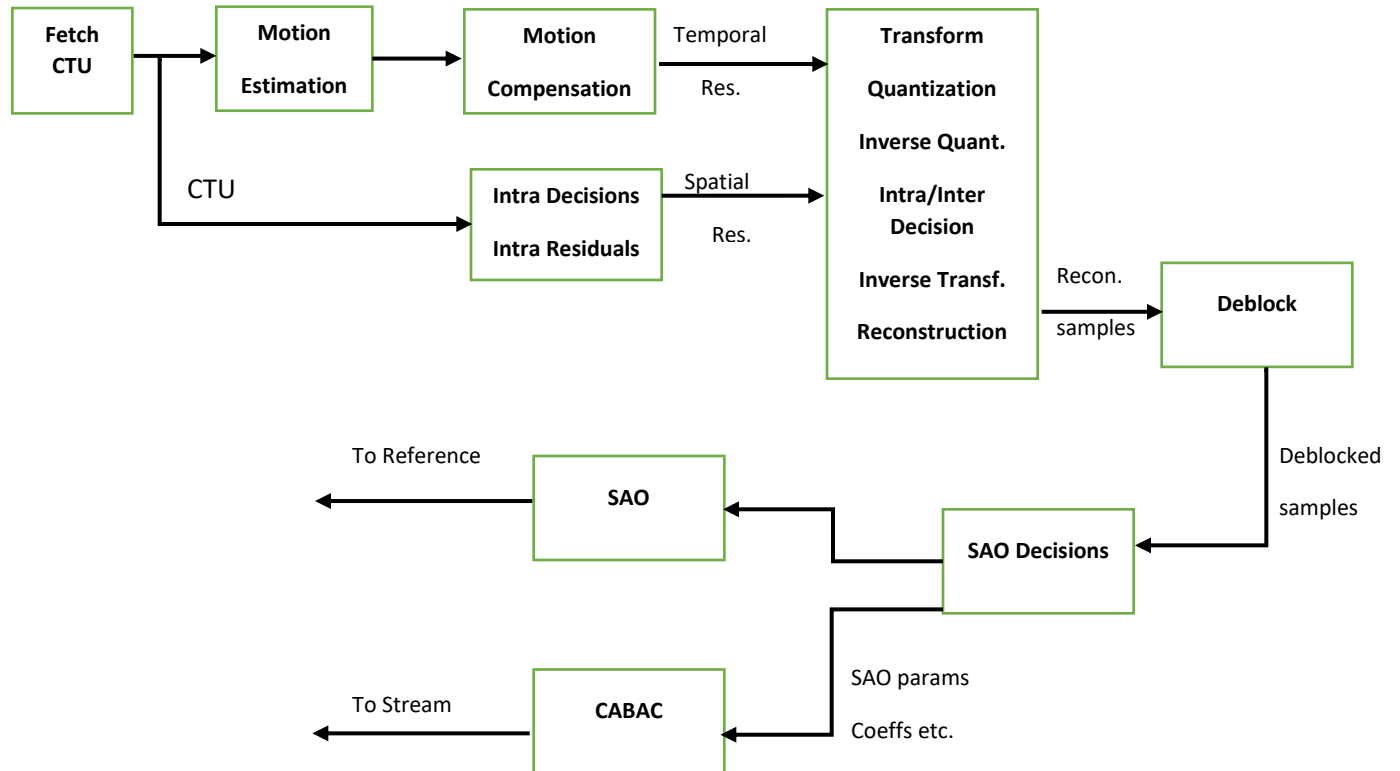 Fetch
CTU
Motion
Estimation
Motion
Compensation
Temporal
Res.
Transform
Quantization
Inverse Quant.
Intra/Inter
Decision
Inverse Transf.
Reconstruction
CTU
Intra Decisions
Intra Residuals
Spatial
Res.
Recon.
samples
Deblock
Deblocked
samples
To Reference
SAO
SAO Decisions
SAO params
Coeffs etc.
To Stream
CABAC